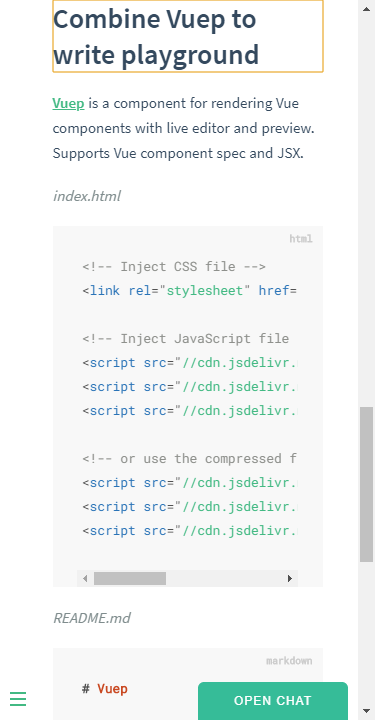 Combine Vuep to
write playground
Vuep is a component for rendering Vue
components with live editor and preview.
Supports Vue component spec and JSX.
index.html
html
<!-- Inject CSS file -->
<link rel="stylesheet" href=
<!-- Inject JavaScript file
<script src="//cdn.jsdelivr.
<script src="//cdn.jsdelivr.
<script src="//cdn.jsdelivr.
<!-- or use the compressed f
<script src="//cdn.jsdelivr.
<script src="//cdn.jsdelivr.
<script src="//cdn.jsdelivr.
README.md
markdown
# Vuep
OPEN CHAT